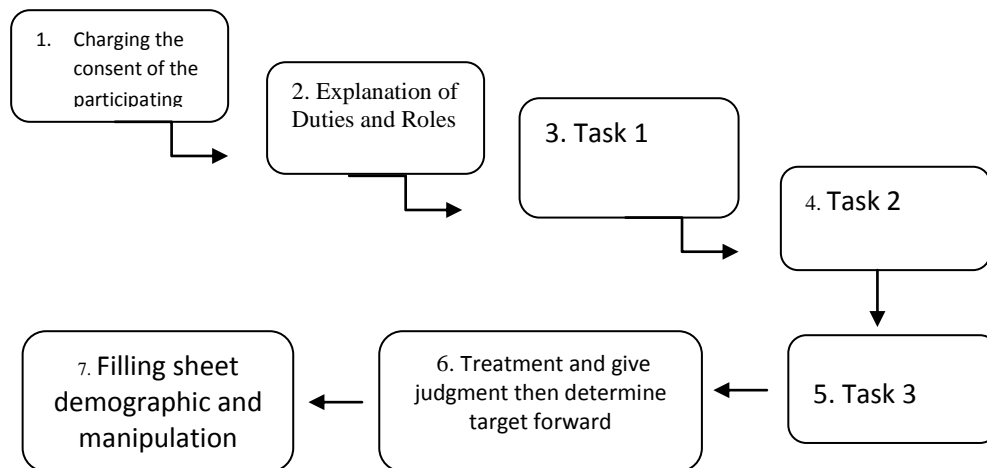 1. Charging the
consent of the
participating
2. Explanation of
Duties and Roles
3. Task 1
4. Task 2
5. Task 3
6. Treatment and give
judgment then determine
target forward
7. Filling sheet
demographic and
manipulation